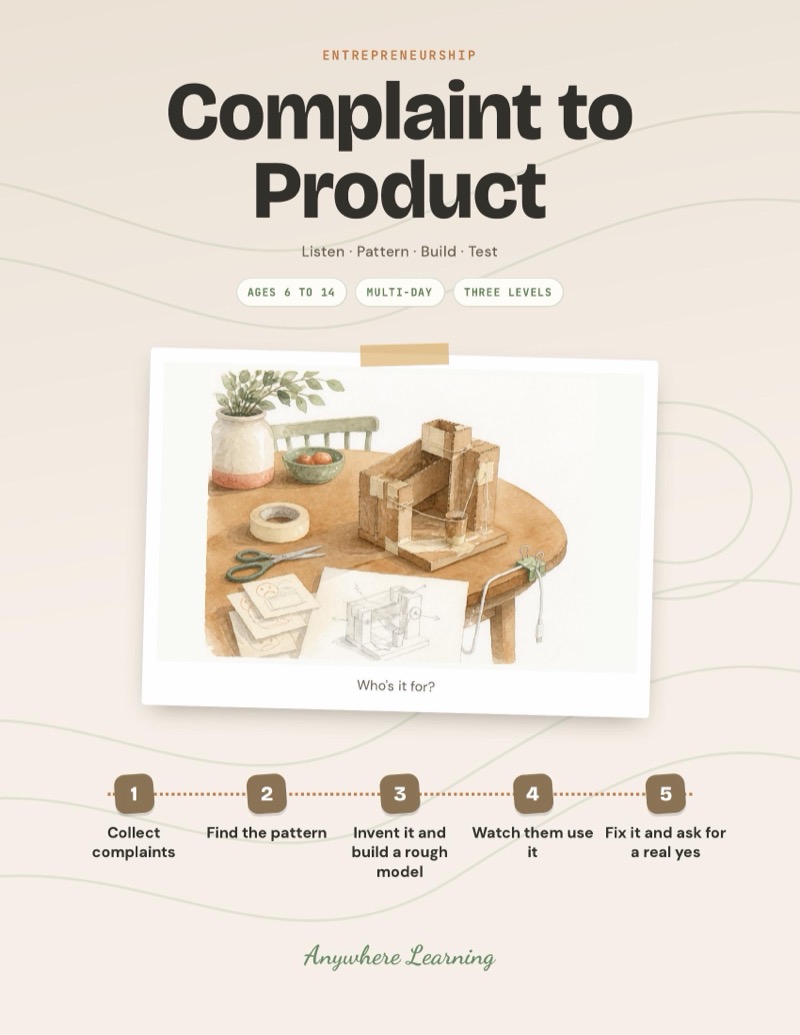 ENTREPRENEURSHIP
Complaint to
Product
Listen · Pattern · Build · Test
AGES 6 TO 14
MULTI-DAY
THREE LEVELS
Who's it for?
1
Collect
complaints
2
Find the pattern
3
Invent it and
build a rough
model
4
Watch them use
it
5
Fix it and ask for
a real yes
Anywhere Learning